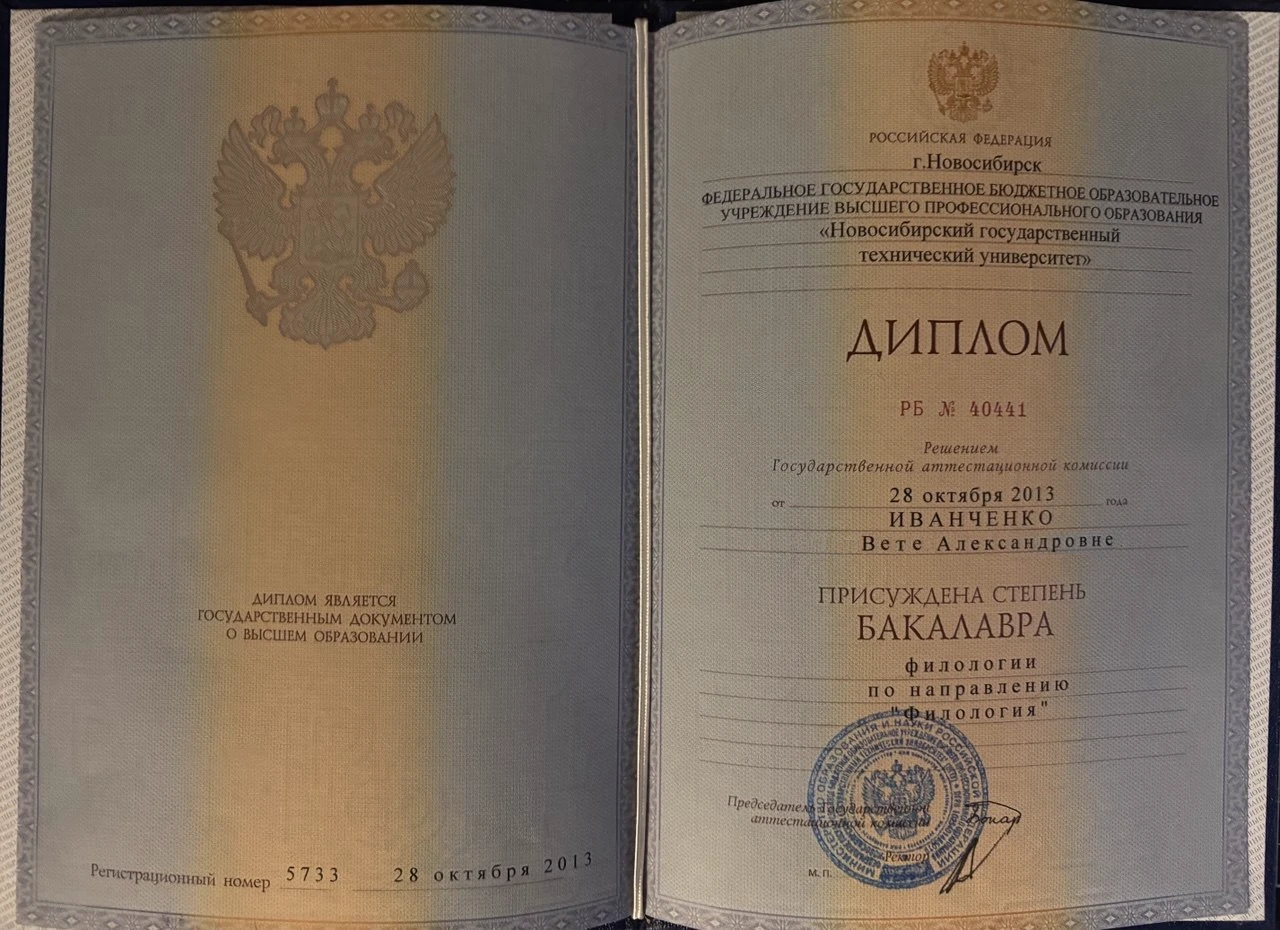 ДИПЛОМ ЯВЛЯЕТСЯ
ГОСУДАРСТВЕННЫМ ДОКУМЕНТОМ
О ВЫСШЕМ ОБРАЗОВАНИИ
Регистрационный номер 5733 28 октября 2013
РОССИЙСКАЯ ФЕДЕРАЦИЯ
г.Новосибирск
ФЕДЕРАЛЬНОЕ ГОСУДАРСТВЕННОЕ БЮДЖЕТНОЕ ОБРАЗОВАТЕЛЬНОЕ
УЧРЕЖДЕНИЕ ВЫСШЕГО ПРОФЕССИОНАЛЬНОГО ОБРАЗОВАНИЯ
«Новосибирский государственный
технический университет»
ДИПЛОМ
РБ № 40441
Решением
Государственной аттестационной комиссии
от 28 октября 2013 года
ИВАНЧЕНКО
Вете Александровне
ПРИСУЖДЕНА СТЕПЕНЬ
БАКАЛАВРА
филологии
по направлению
"Филология"
Председатель Государственной
аттестационной комиссии
Ректор
М. П.